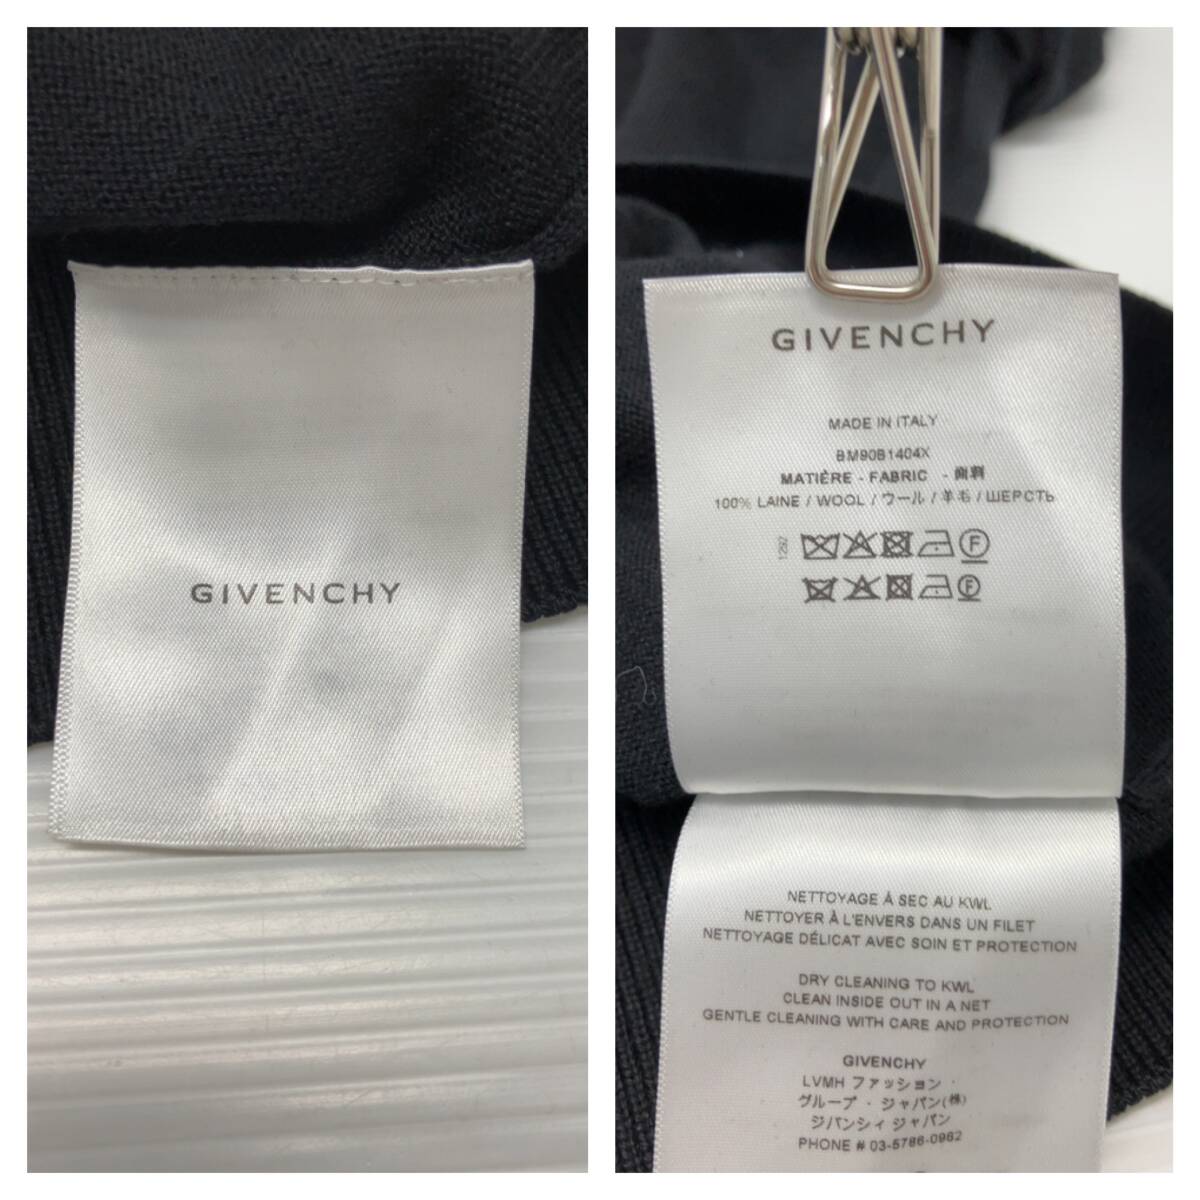 GIVENCHY
GIVENCHY
MADE IN ITALY
BM90B1404X
MATIÈRE - FABRIC - 面料
100% LAINE / WOOL / ウール / 羊毛 / ШЕРСТЬ
1292
F
F
NETTOYAGE À SEC AU KWL
NETTOYER À L'ENVERS DANS UN FILET
NETTOYAGE DÉLICAT AVEC SOIN ET PROTECTION
DRY CLEANING TO KWL
CLEAN INSIDE OUT IN A NET
GENTLE CLEANING WITH CARE AND PROTECTION
GIVENCHY
LVMH ファッション ·
グループ · ジャパン(株)
ジバンシィ ジャパン
PHONE # 03-5786-0962